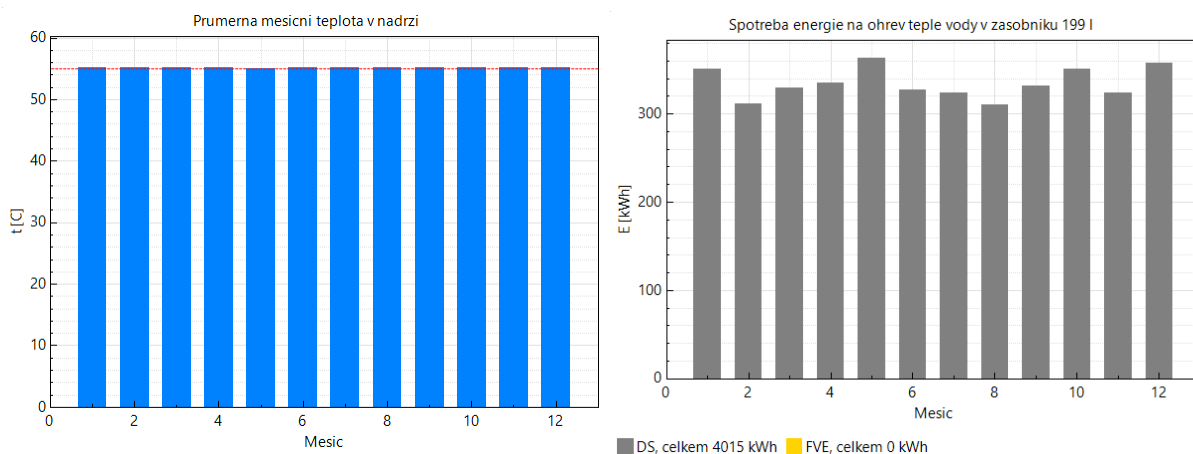 Prumerna mesicni teplota v nadrzi
60
50
40
30
20
10
0
t [C]
0 2 4 6 8 10 12
Mesic
Spotreba energie na ohrev teple vody v zasobniku 199 l
300
200
100
0
E [kWh]
0 2 4 6 8 10 12
Mesic
DS, celkem 4015 kWh FVE, celkem 0 kWh